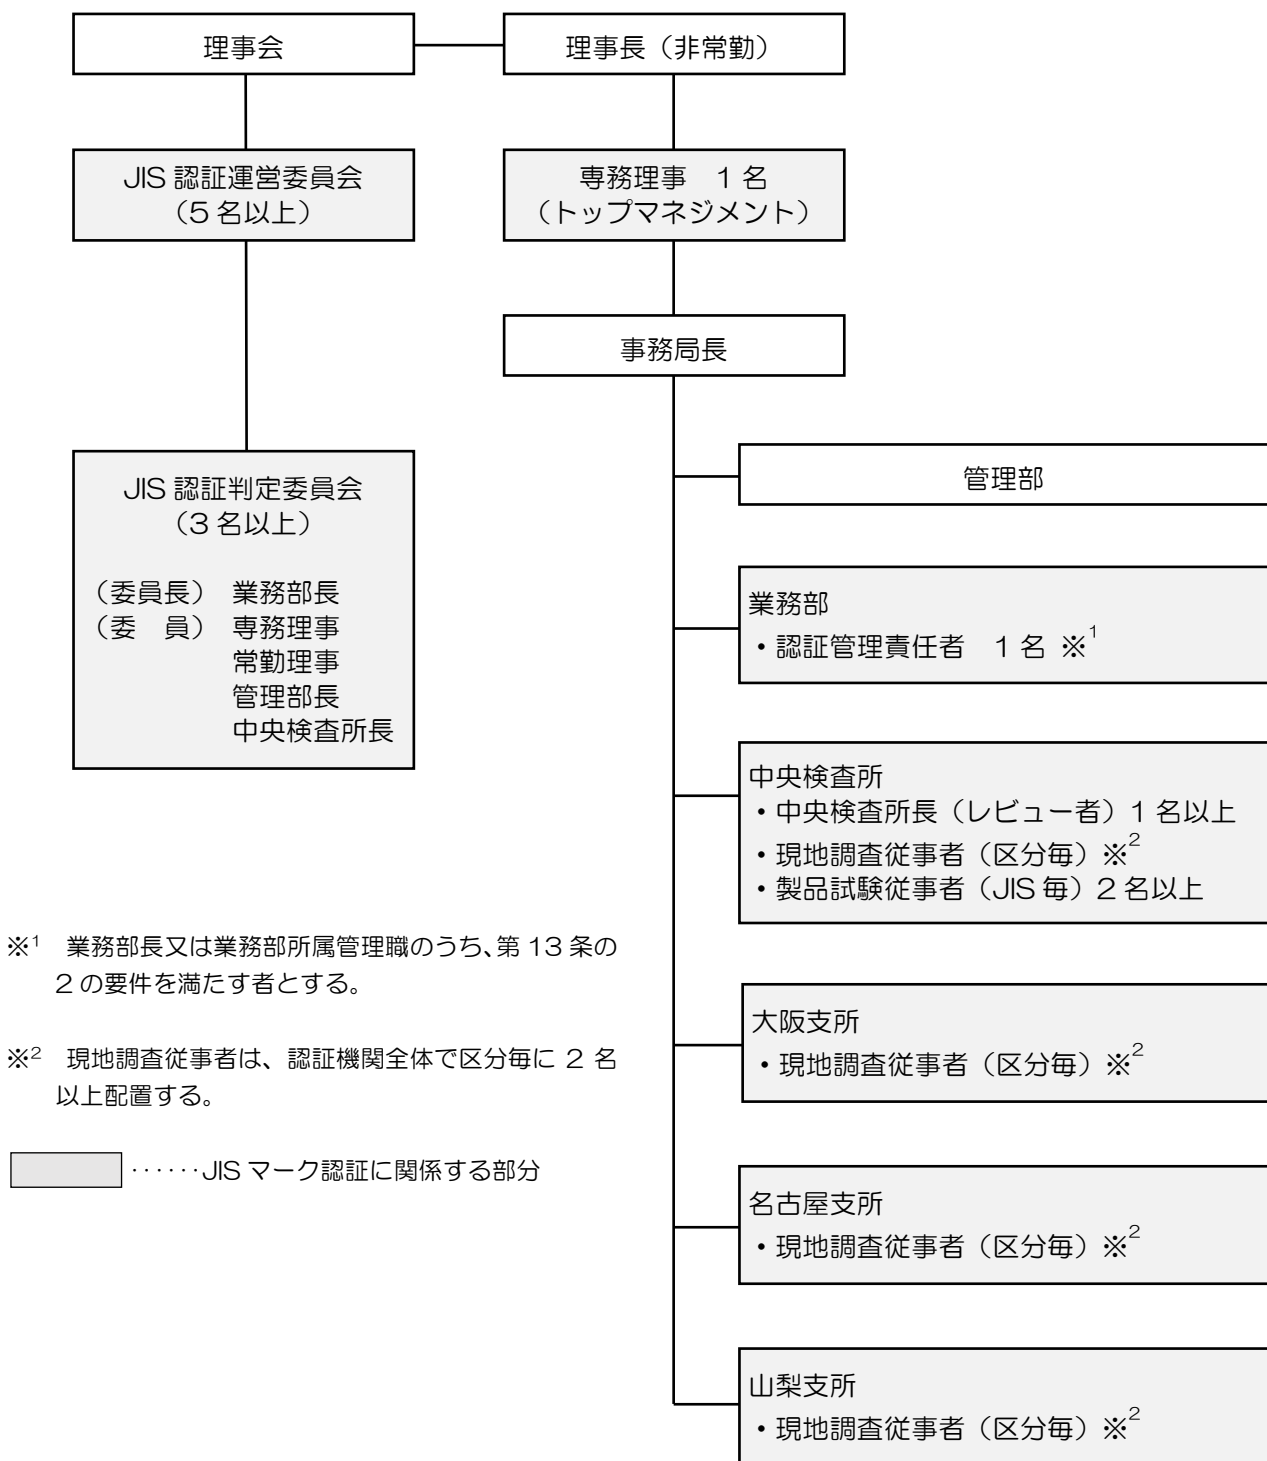 理事会
理事長（非常勤）
JIS 認証運営委員会
（5 名以上）
専務理事　1 名
（トップマネジメント）
事務局長
JIS 認証判定委員会
（3 名以上）
（委員長）　業務部長
（委　員）　専務理事
常勤理事
管理部長
中央検査所長
管理部
業務部
・認証管理責任者　1 名 ※1
中央検査所
・中央検査所長（レビュー者）1 名以上
・現地調査従事者（区分毎）※2
・製品試験従事者（JIS 毎）2 名以上
大阪支所
・現地調査従事者（区分毎）※2
名古屋支所
・現地調査従事者（区分毎）※2
山梨支所
・現地調査従事者（区分毎）※2
※1　業務部長又は業務部所属管理職のうち、第 13 条の
2 の要件を満たす者とする。
※2　現地調査従事者は、認証機関全体で区分毎に 2 名
以上配置する。
……JIS マーク認証に関係する部分